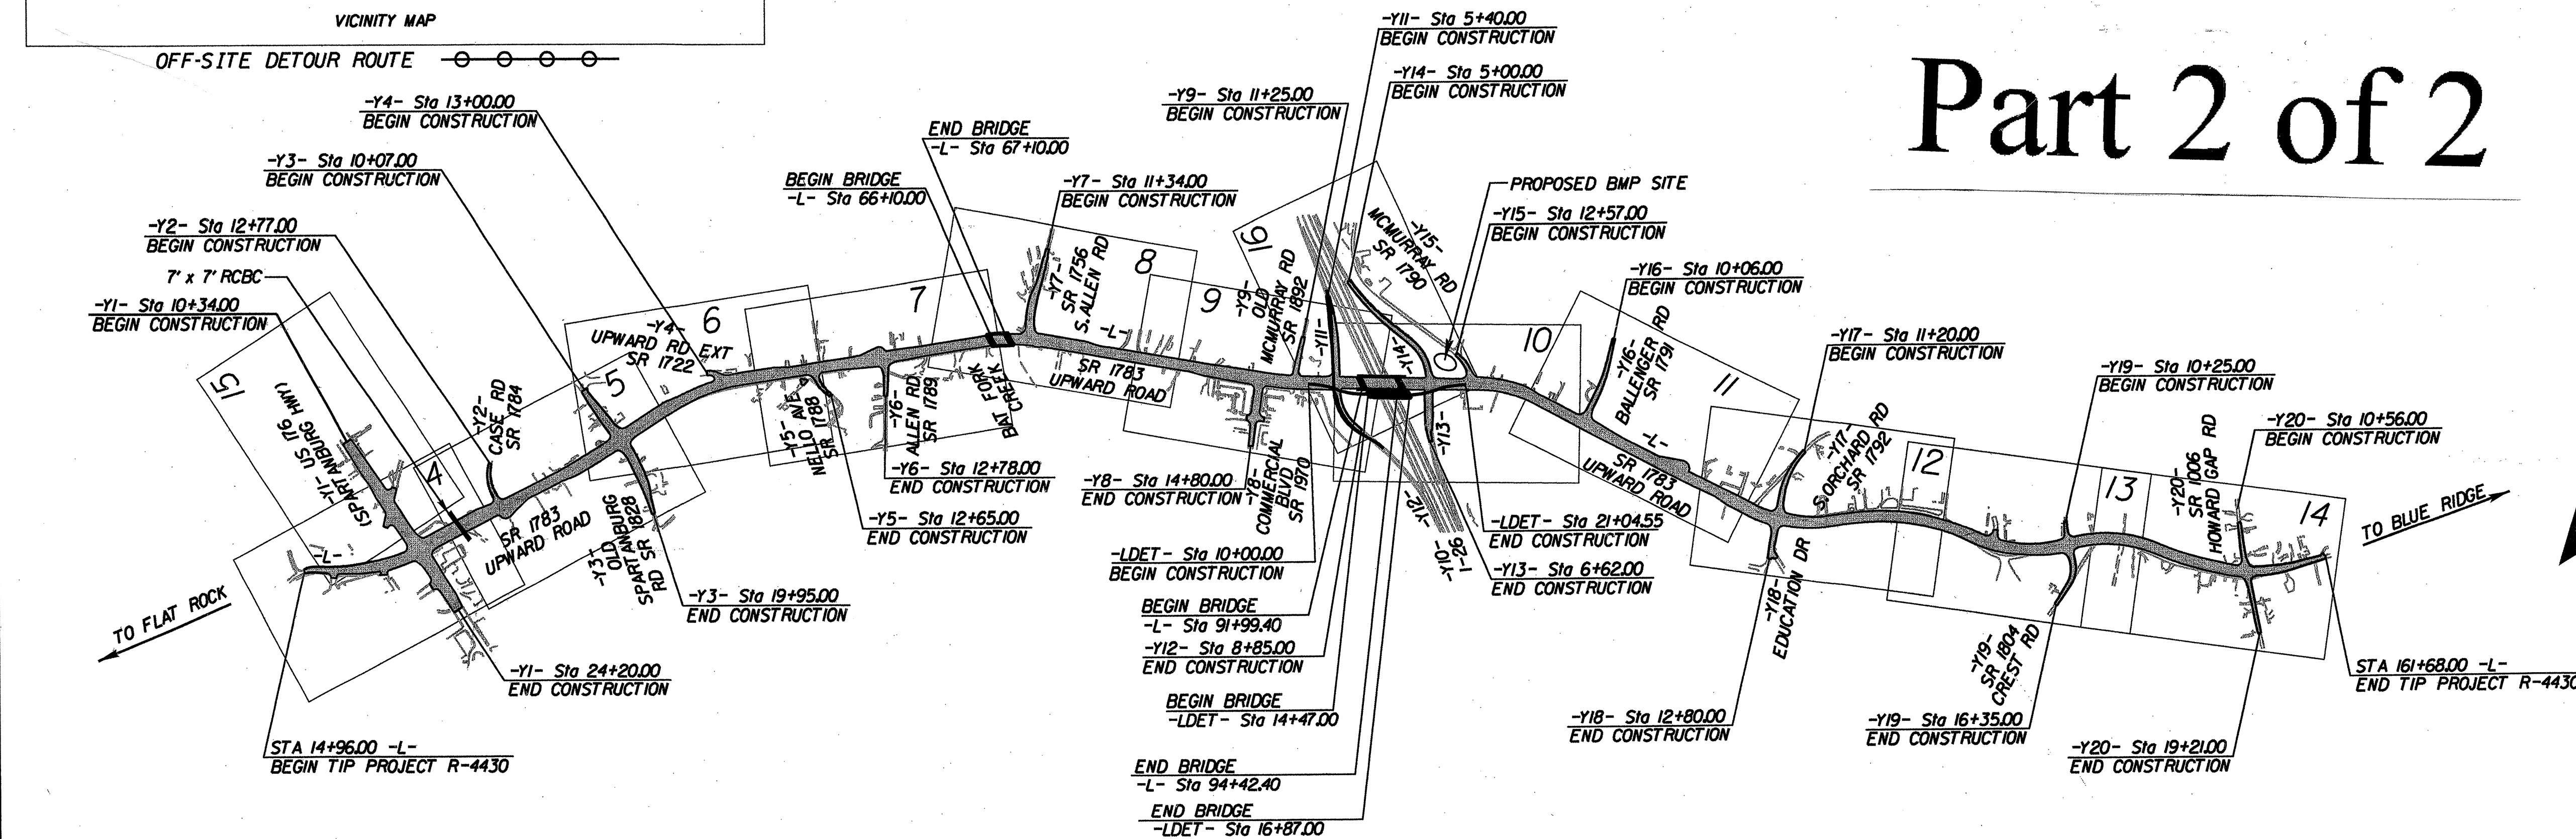 VICINITY MAP
OFF-SITE DETOUR ROUTE
Part 2 of 2
-Y11- Sta 5+40.00
BEGIN CONSTRUCTION
-Y14- Sta 5+00.00
BEGIN CONSTRUCTION
-Y9- Sta 11+25.00
BEGIN CONSTRUCTION
-Y4- Sta 13+00.00
BEGIN CONSTRUCTION
END BRIDGE
-L- Sta 67+10.00
-Y3- Sta 10+07.00
BEGIN CONSTRUCTION
BEGIN BRIDGE
-L- Sta 66+10.00
-Y7- Sta 11+34.00
BEGIN CONSTRUCTION
PROPOSED BMP SITE
-Y15- Sta 12+57.00
BEGIN CONSTRUCTION
-Y2- Sta 12+77.00
BEGIN CONSTRUCTION
7' x 7' RCBC
-Y1- Sta 10+34.00
BEGIN CONSTRUCTION
-Y16- Sta 10+06.00
BEGIN CONSTRUCTION
-Y17- Sta 11+20.00
BEGIN CONSTRUCTION
-Y19- Sta 10+25.00
BEGIN CONSTRUCTION
-Y20- Sta 10+56.00
BEGIN CONSTRUCTION
15
-Y1- US 176 HWY)
(SPARTANBURG
4
-Y2-
CASE RD
SR 1784
5
-Y4-
UPWARD RD EXT
SR 1722
6
7
-Y7-
SR 1756
S. ALLEN RD
8
9
-L-
16
-Y9-
OLD
MCMURRAY RD
SR 1892
-Y11-
-Y15-
MCMURRAY RD
SR 1790
-Y14-
10
-Y16-
BALLENGER RD
SR 1791
11
-Y17-
S. ORCHARD RD
SR 1792
12
13
-Y20-
SR 1006
HOWARD GAP RD
14
TO BLUE RIDGE
-L-
SR 1783
UPWARD ROAD
-Y3-
OLD
SPARTANBURG
RD SR 1828
-Y5-
NELLO AVE
SR 1788
-Y6-
ALLEN RD
SR 1789
BAT FORK
CREEK
SR 1783
UPWARD ROAD
-Y8-
COMMERCIAL
BLVD
SR 1970
-Y12-
-Y10-
I-26
-Y13-
-L-
SR 1783
UPWARD ROAD
-Y18-
EDUCATION DR
-Y19-
SR 1804
CREST RD
TO FLAT ROCK
-Y6- Sta 12+78.00
END CONSTRUCTION
-Y5- Sta 12+65.00
END CONSTRUCTION
-Y8- Sta 14+80.00
END CONSTRUCTION
-LDET- Sta 21+04.55
END CONSTRUCTION
-LDET- Sta 10+00.00
BEGIN CONSTRUCTION
-Y13- Sta 6+62.00
END CONSTRUCTION
-Y3- Sta 19+95.00
END CONSTRUCTION
BEGIN BRIDGE
-L- Sta 91+99.40
-Y12- Sta 8+85.00
END CONSTRUCTION
-Y1- Sta 24+20.00
END CONSTRUCTION
BEGIN BRIDGE
-LDET- Sta 14+47.00
-Y18- Sta 12+80.00
END CONSTRUCTION
-Y19- Sta 16+35.00
END CONSTRUCTION
STA 161+68.00 -L-
END TIP PROJECT R-4430
-Y20- Sta 19+21.00
END CONSTRUCTION
STA 14+96.00 -L-
BEGIN TIP PROJECT R-4430
END BRIDGE
-L- Sta 94+42.40
END BRIDGE
-LDET- Sta 16+87.00